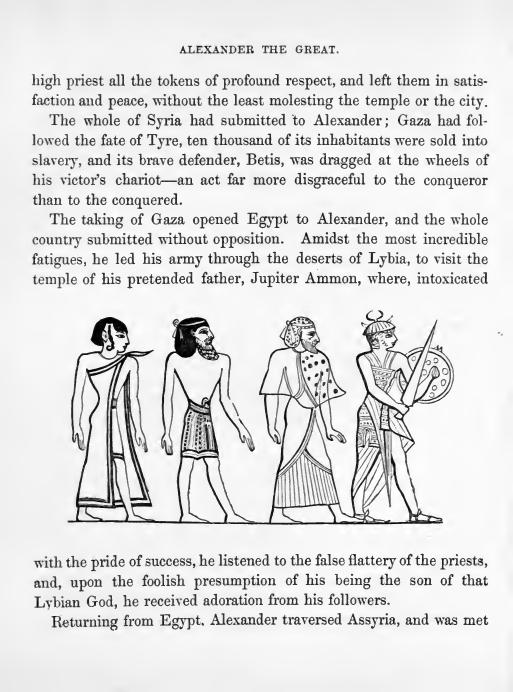 ALEXANDER THE GREAT.
high priest all the tokens of profound respect, and left them in satis-
faction and peace, without the least molesting the temple or the city.
The whole of Syria had submitted to Alexander; Gaza had fol-
lowed the fate of Tyre, ten thousand of its inhabitants were sold into
slavery, and its brave defender, Betis, was dragged at the wheels of
his victor's chariot—an act far more disgraceful to the conqueror
than to the conquered.
The taking of Gaza opened Egypt to Alexander, and the whole
country submitted without opposition. Amidst the most incredible
fatigues, he led his army through the deserts of Lybia, to visit the
temple of his pretended father, Jupiter Ammon, where, intoxicated
with the pride of success, he listened to the false flattery of the priests,
and, upon the foolish presumption of his being the son of that
Lybian God, he received adoration from his followers.
Returning from Egypt. Alexander traversed Assyria, and was met